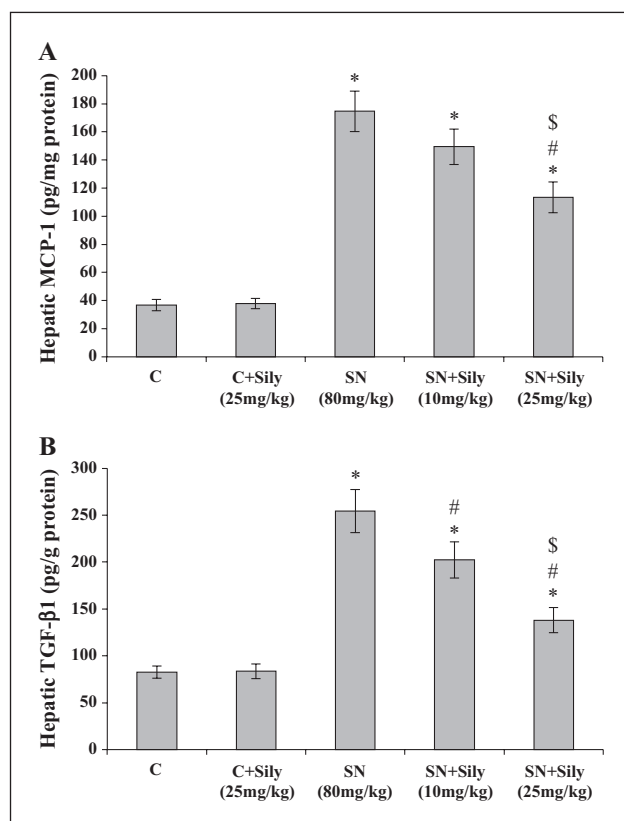 A
Hepatic MCP-1 (pg/mg protein)
200
180
160
140
120
100
80
60
40
20
0
*
*
$
#
*
C
C+Sily
(25mg/kg)
SN
(80mg/kg)
SN+Sily
(10mg/kg)
SN+Sily
(25mg/kg)
B
Hepatic TGF-β1 (pg/g protein)
300
250
200
150
100
50
0
*
#
*
$
#
*
C
C+Sily
(25mg/kg)
SN
(80mg/kg)
SN+Sily
(10mg/kg)
SN+Sily
(25mg/kg)